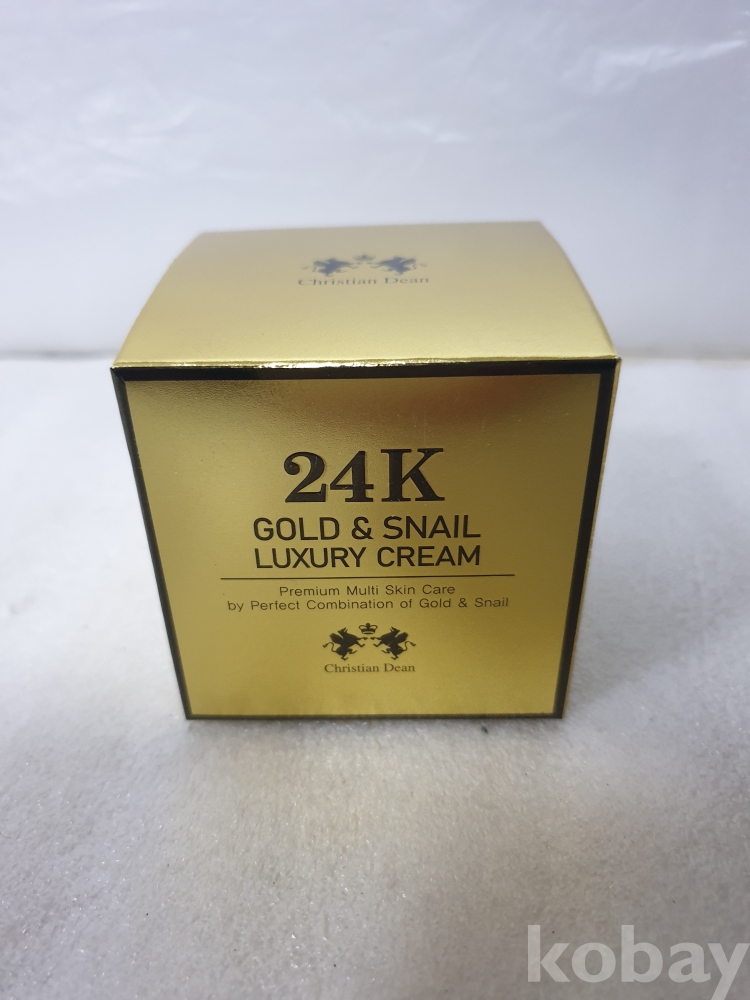 Christian Dean
24K
GOLD & SNAIL
LUXURY CREAM
Premium Multi Skin Care
by Perfect Combination of Gold & Snail
Christian Dean
kobay